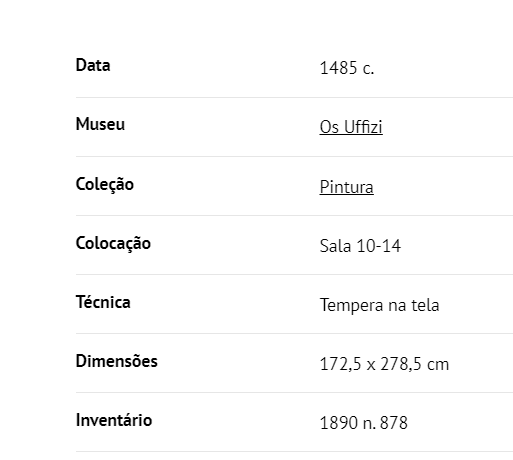 Data 1485 c.
Museu Os Uffizi
Coleção Pintura
Colocação Sala 10-14
Técnica Tempera na tela
Dimensões 172,5 x 278,5 cm
Inventário 1890 n. 878